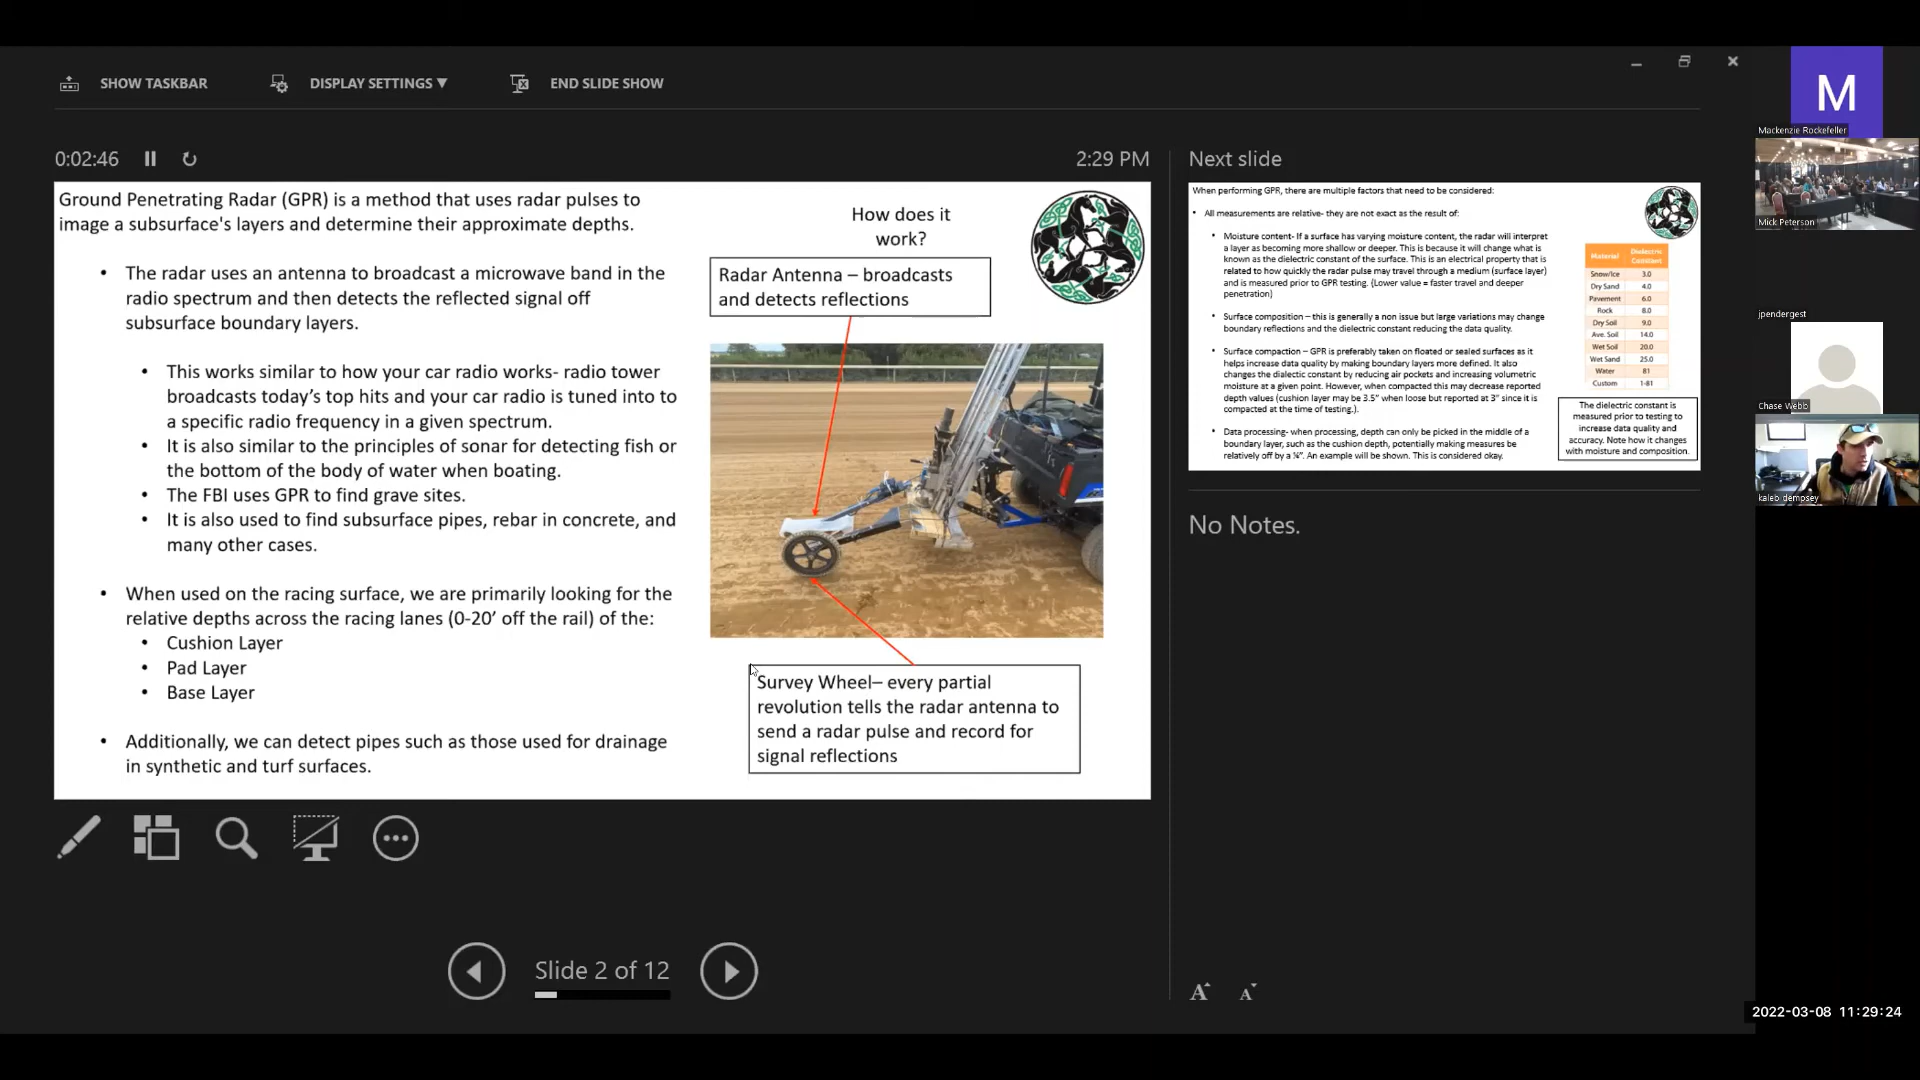 SHOW TASKBAR
DISPLAY SETTINGS ▼
END SLIDE SHOW
0:02:46
2:29 PM
Ground Penetrating Radar (GPR) is a method that uses radar pulses to
image a subsurface's layers and determine their approximate depths.
• The radar uses an antenna to broadcast a microwave band in the
radio spectrum and then detects the reflected signal off
subsurface boundary layers.
• This works similar to how your car radio works- radio tower
broadcasts today's top hits and your car radio is tuned into to
a specific radio frequency in a given spectrum.
• It is also similar to the principles of sonar for detecting fish or
the bottom of the body of water when boating.
• The FBI uses GPR to find grave sites.
• It is also used to find subsurface pipes, rebar in concrete, and
many other cases.
• When used on the racing surface, we are primarily looking for the
relative depths across the racing lanes (0-20' off the rail) of the:
• Cushion Layer
• Pad Layer
• Base Layer
• Additionally, we can detect pipes such as those used for drainage
in synthetic and turf surfaces.
How does it
work?
Radar Antenna – broadcasts
and detects reflections
Survey Wheel– every partial
revolution tells the radar antenna to
send a radar pulse and record for
signal reflections
Slide 2 of 12
Next slide
When performing GPR, there are multiple factors that need to be considered:
• All measurements are relative- they are not exact as the result of:
• Moisture content- If a surface has varying moisture content, the radar will interpret
a layer as becoming more shallow or deeper. This is because it will change what is
known as the dielectric constant of the surface. This is an electrical property that is
related to how quickly the radar pulse may travel through a medium (surface layer)
and is measured prior to GPR testing. (Lower value = faster travel and deeper
penetration)
• Surface composition – this is generally a non issue but large variations may change
boundary reflections and the dielectric constant reducing the data quality.
• Surface compaction – GPR is preferably taken on floated or sealed surfaces as it
helps increase data quality by making boundary layers more defined. It also
changes the dialectic constant by reducing air pockets and increasing volumetric
moisture at a given point. However, when compacted this may decrease reported
depth values (cushion layer may be 3.5" when loose but reported at 3" since it is
compacted at the time of testing.).
• Data processing- when processing, depth can only be picked in the middle of a
boundary layer, such as the cushion depth, potentially making measures be
relatively off by a ¼". An example will be shown. This is considered okay.
Material Dielectric Constant
Snow/Ice 3.0
Dry Sand 4.0
Pavement 6.0
Rock 8.0
Dry Soil 9.0
Ave. Soil 14.0
Wet Soil 20.0
Wet Sand 25.0
Water 81
Custom 1-81
The dielectric constant is
measured prior to testing to
increase data quality and
accuracy. Note how it changes
with moisture and composition.
No Notes.
M
Mackenzie Rockefeller
Mick Peterson
jpendergest
Chase Webb
kaleb dempsey
2022-03-08 11:29:24